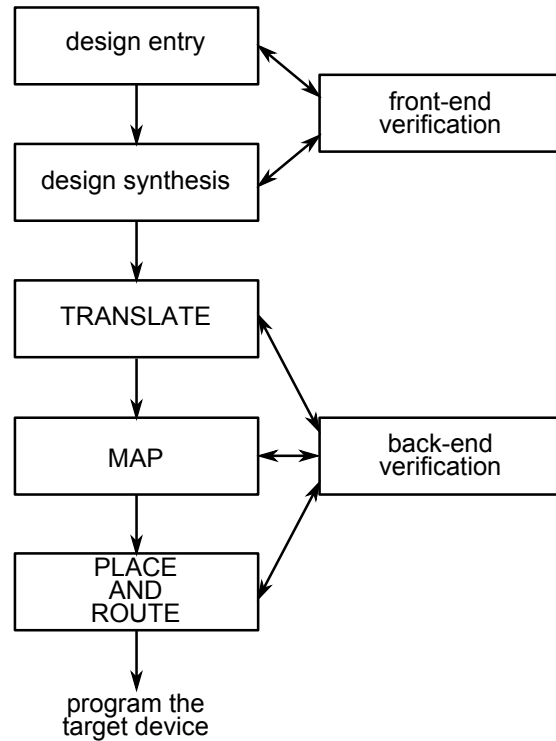 design entry
front-end
verification
design synthesis
TRANSLATE
MAP
back-end
verification
PLACE
AND
ROUTE
program the
target device